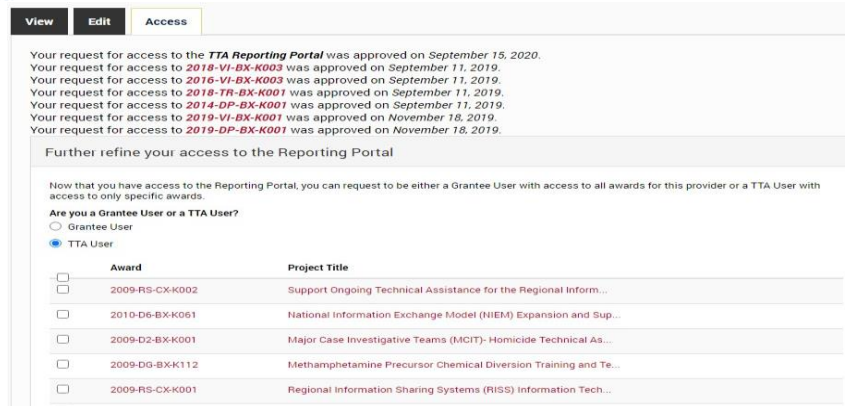 View Edit Access
Your request for access to the TTA Reporting Portal was approved on September 15, 2020.
Your request for access to 2018-VI-BX-K003 was approved on September 11, 2019.
Your request for access to 2016-VI-BX-K003 was approved on September 11, 2019.
Your request for access to 2018-TR-BX-K001 was approved on September 11, 2019.
Your request for access to 2014-DP-BX-K001 was approved on September 11, 2019.
Your request for access to 2019-VI-BX-K001 was approved on November 18, 2019.
Your request for access to 2019-DP-BX-K001 was approved on November 18, 2019.
Further refine your access to the Reporting Portal
Now that you have access to the Reporting Portal, you can request to be either a Grantee User with access to all awards for this provider or a TTA User with
access to only specific awards.
Are you a Grantee User or a TTA User?
Grantee User
TTA User
Award Project Title
2009-RS-CX-K002 Support Ongoing Technical Assistance for the Regional Inform...
2010-D6-BX-K061 National Information Exchange Model (NIEM) Expansion and Sup...
2009-D2-BX-K001 Major Case Investigative Teams (MCIT)- Homicide Technical As...
2009-DG-BX-K112 Methamphetamine Precursor Chemical Diversion Training and Te...
2009-RS-CX-K001 Regional Information Sharing Systems (RISS) Information Tech...